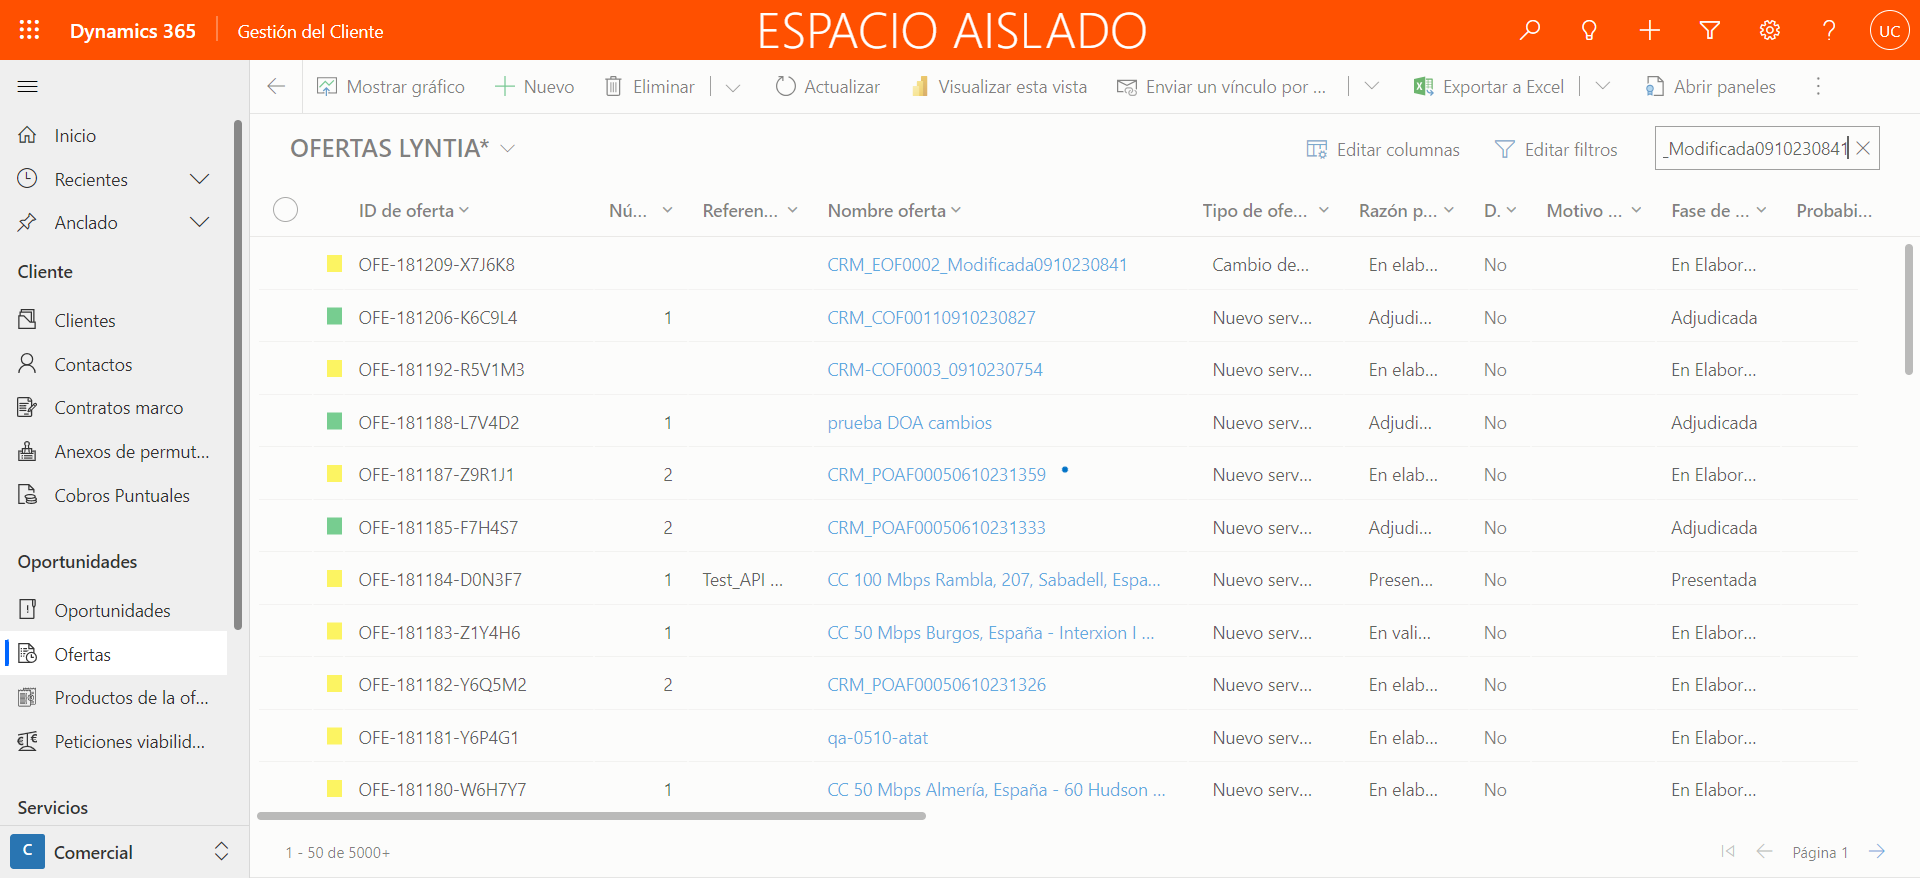 Dynamics 365 Gestión del Cliente ESPACIO AISLADO UC
Mostrar gráfico Nuevo Eliminar Actualizar Visualizar esta vista Enviar un vínculo por ... Exportar a Excel Abrir paneles
Inicio
Recientes
Anclado
Cliente
Clientes
Contactos
Contratos marco
Anexos de permut...
Cobros Puntuales
Oportunidades
Oportunidades
Ofertas
Productos de la of...
Peticiones viabilid...
Servicios
C Comercial
OFERTAS LYNTIA* Editar columnas Editar filtros _Modificada0910230841
ID de oferta Nú... Referen... Nombre oferta Tipo de ofe... Razón p... D. Motivo ... Fase de ... Probabi...
OFE-181209-X7J6K8 CRM_EOF0002_Modificada0910230841 Cambio de... En elab... No En Elabor...
OFE-181206-K6C9L4 1 CRM_COF00110910230827 Nuevo serv... Adjudi... No Adjudicada
OFE-181192-R5V1M3 CRM-COF0003_0910230754 Nuevo serv... En elab... No En Elabor...
OFE-181188-L7V4D2 1 prueba DOA cambios Nuevo serv... Adjudi... No Adjudicada
OFE-181187-Z9R1J1 2 CRM_POAF00050610231359 Nuevo serv... En elab... No En Elabor...
OFE-181185-F7H4S7 2 CRM_POAF00050610231333 Nuevo serv... Adjudi... No Adjudicada
OFE-181184-D0N3F7 1 Test_API ... CC 100 Mbps Rambla, 207, Sabadell, Espa... Nuevo serv... Presen... No Presentada
OFE-181183-Z1Y4H6 1 CC 50 Mbps Burgos, España - Interxion I ... Nuevo serv... En vali... No En Elabor...
OFE-181182-Y6Q5M2 2 CRM_POAF00050610231326 Nuevo serv... En elab... No En Elabor...
OFE-181181-Y6P4G1 qa-0510-atat Nuevo serv... En elab... No En Elabor...
OFE-181180-W6H7Y7 1 CC 50 Mbps Almería, España - 60 Hudson ... Nuevo serv... En elab... No En Elabor...
1 - 50 de 5000+ Página 1